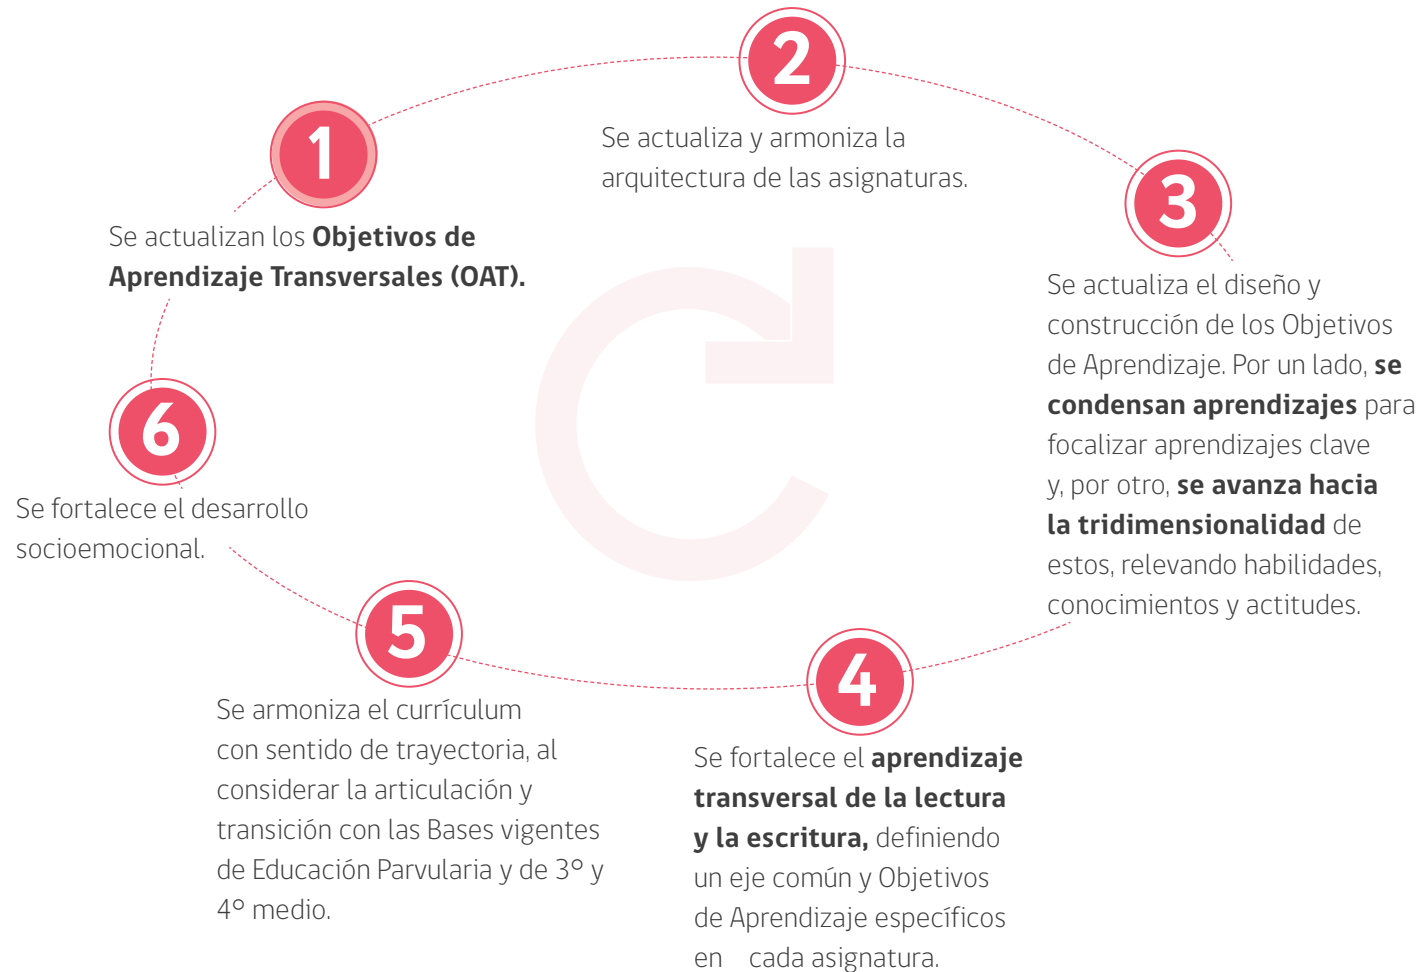 1
Se actualizan los Objetivos de
Aprendizaje Transversales (OAT).
2
Se actualiza y armoniza la
arquitectura de las asignaturas.
3
Se actualiza el diseño y
construcción de los Objetivos
de Aprendizaje. Por un lado, se
condensan aprendizajes para
focalizar aprendizajes clave
y, por otro, se avanza hacia
la tridimensionalidad de
estos, relevando habilidades,
conocimientos y actitudes.
4
Se fortalece el aprendizaje
transversal de la lectura
y la escritura, definiendo
un eje común y Objetivos
de Aprendizaje específicos
en cada asignatura.
5
Se armoniza el currículum
con sentido de trayectoria, al
considerar la articulación y
transición con las Bases vigentes
de Educación Parvularia y de 3° y
4° medio.
6
Se fortalece el desarrollo
socioemocional.